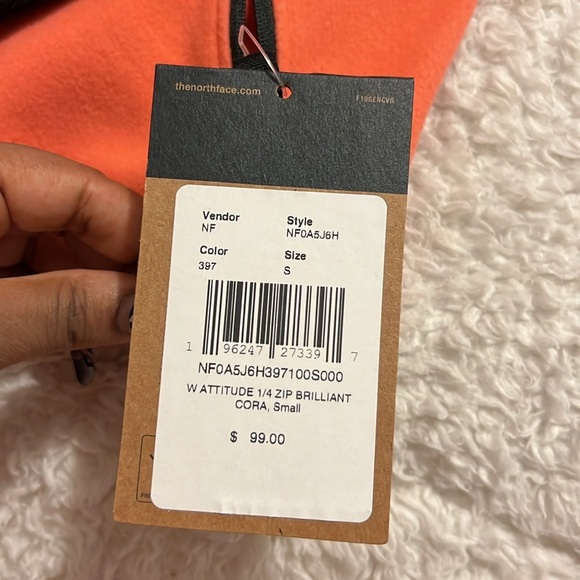 thenorthface.com
F19GENCVR
Vendor Style
NF NF0A5J6H
Color Size
397 S
1 96247 27339 7
NF0A5J6H397100S000
W ATTITUDE 1/4 ZIP BRILLIANT
CORA, Small
$ 99.00